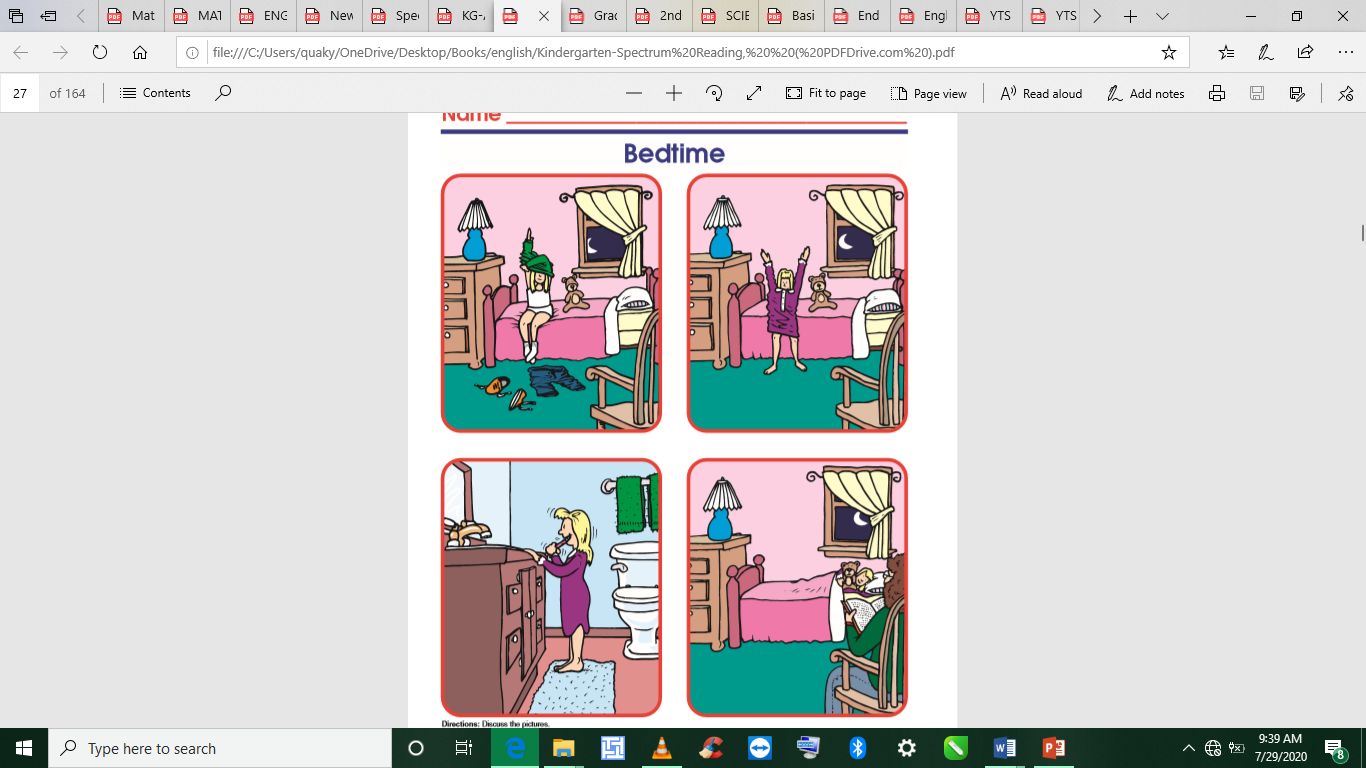 Mat
MAT
ENG
New
Spec
KG-A
Grac
2nd
SCIE
Basi
End
Engl
YTS
YTS
file:///C:/Users/quaky/OneDrive/Desktop/Books/english/Kindergarten-Spectrum%20Reading,%20%20(%20PDFDrive.com%20).pdf
27 of 164 Contents Fit to page Page view Read aloud Add notes
Name
Bedtime
Directions: Discuss the pictures.
Type here to search
9:39 AM
7/29/2020
8